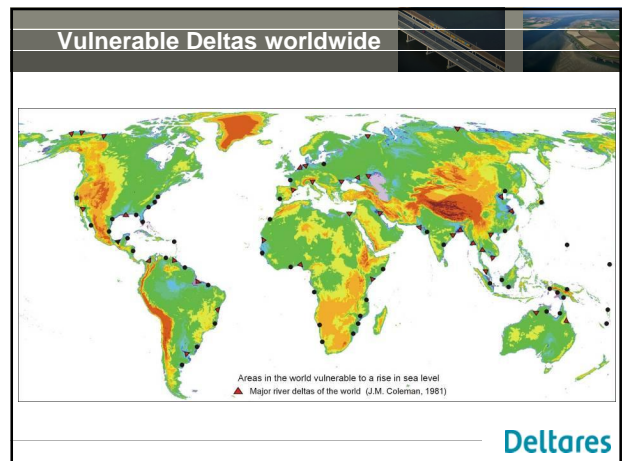 Vulnerable Deltas worldwide
Areas in the world vulnerable to a rise in sea level
Major river deltas of the world (J.M. Coleman, 1981)
Deltares